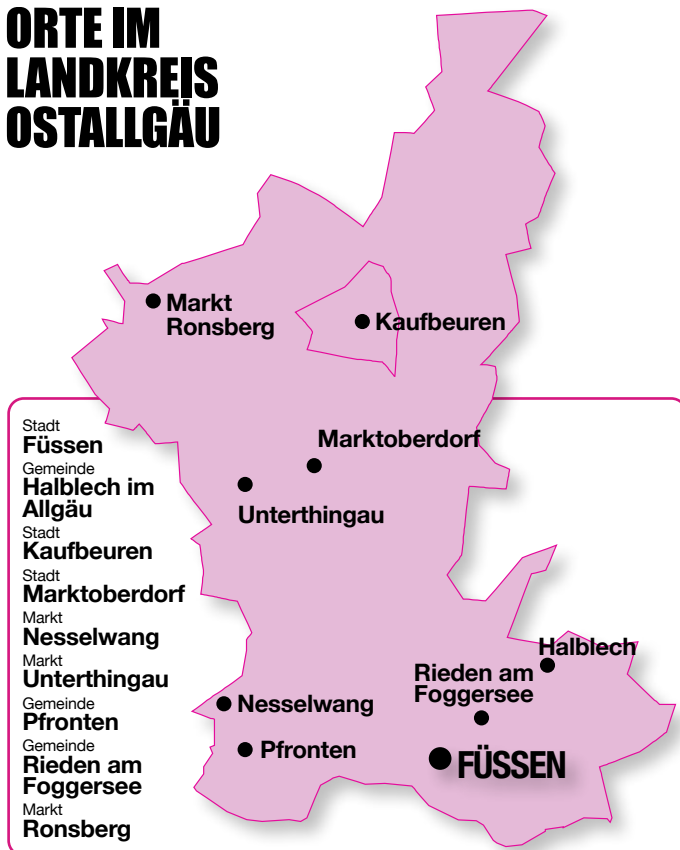 ORTE IM
LANDKREIS
OSTALLGÄU
Markt
Ronsberg
Kaufbeuren
Marktoberdorf
Unterthingau
Halblech
Rieden am
Foggersee
Nesselwang
Pfronten
FÜSSEN
Stadt
Füssen
Gemeinde
Halblech im
Allgäu
Stadt
Kaufbeuren
Stadt
Marktoberdorf
Markt
Nesselwang
Markt
Unterthingau
Gemeinde
Pfronten
Gemeinde
Rieden am
Foggersee
Markt
Ronsberg